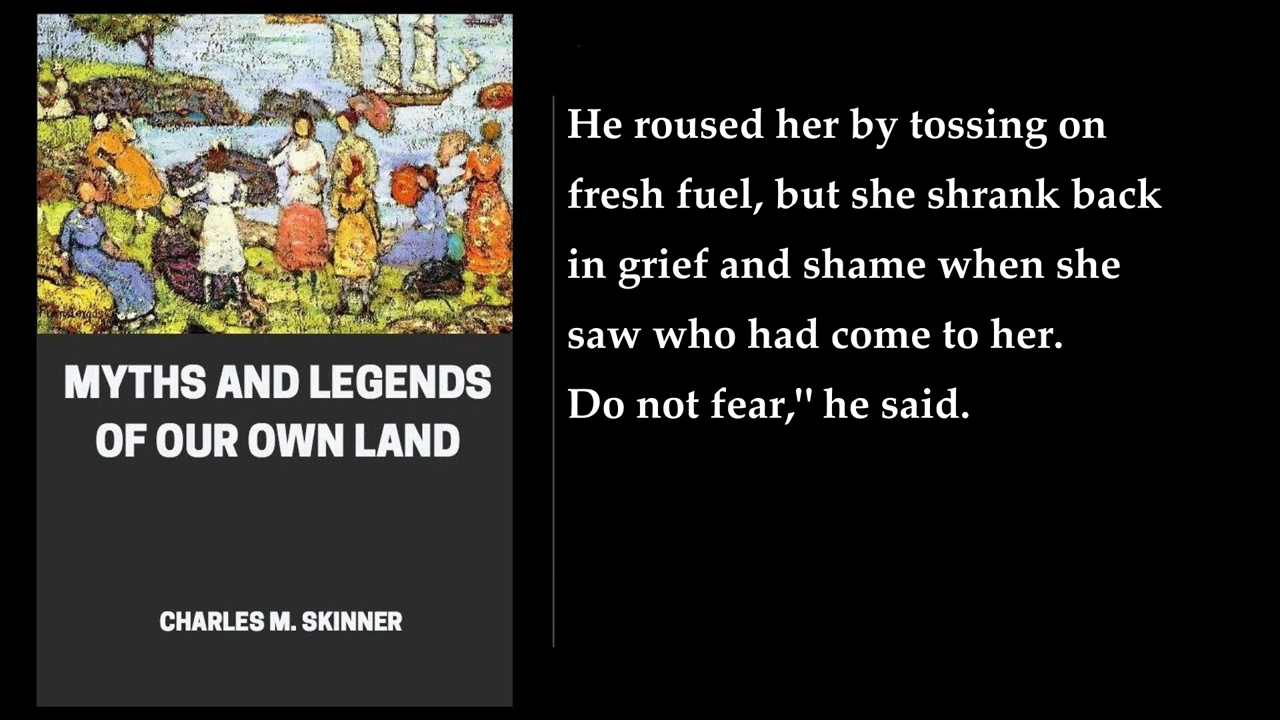 MYTHS AND LEGENDS
OF OUR OWN LAND
CHARLES M. SKINNER
He roused her by tossing on
fresh fuel, but she shrank back
in grief and shame when she
saw who had come to her.
Do not fear," he said.